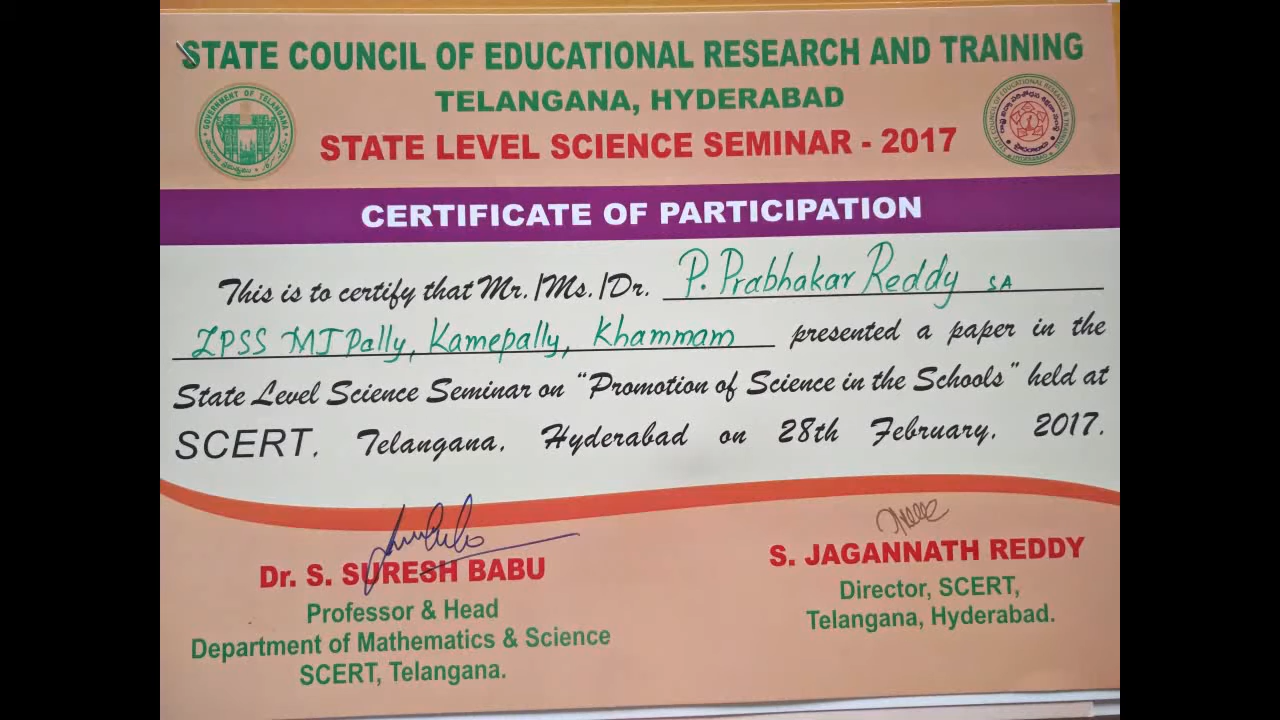 STATE COUNCIL OF EDUCATIONAL RESEARCH AND TRAINING
TELANGANA, HYDERABAD
STATE LEVEL SCIENCE SEMINAR - 2017
GOVERNMENT OF TELANGANA
CERTIFICATE OF PARTICIPATION
This is to certify that Mr./Ms./Dr. P. Prabhakar Reddy SA
ZPSS MJ Pally, Kamepally, Khammam presented a paper in the
State Level Science Seminar on "Promotion of Science in the Schools" held at
SCERT, Telangana, Hyderabad on 28th February, 2017.
Dr. S. SURESH BABU
Professor & Head
Department of Mathematics & Science
SCERT, Telangana.
S. JAGANNATH REDDY
Director, SCERT,
Telangana, Hyderabad.